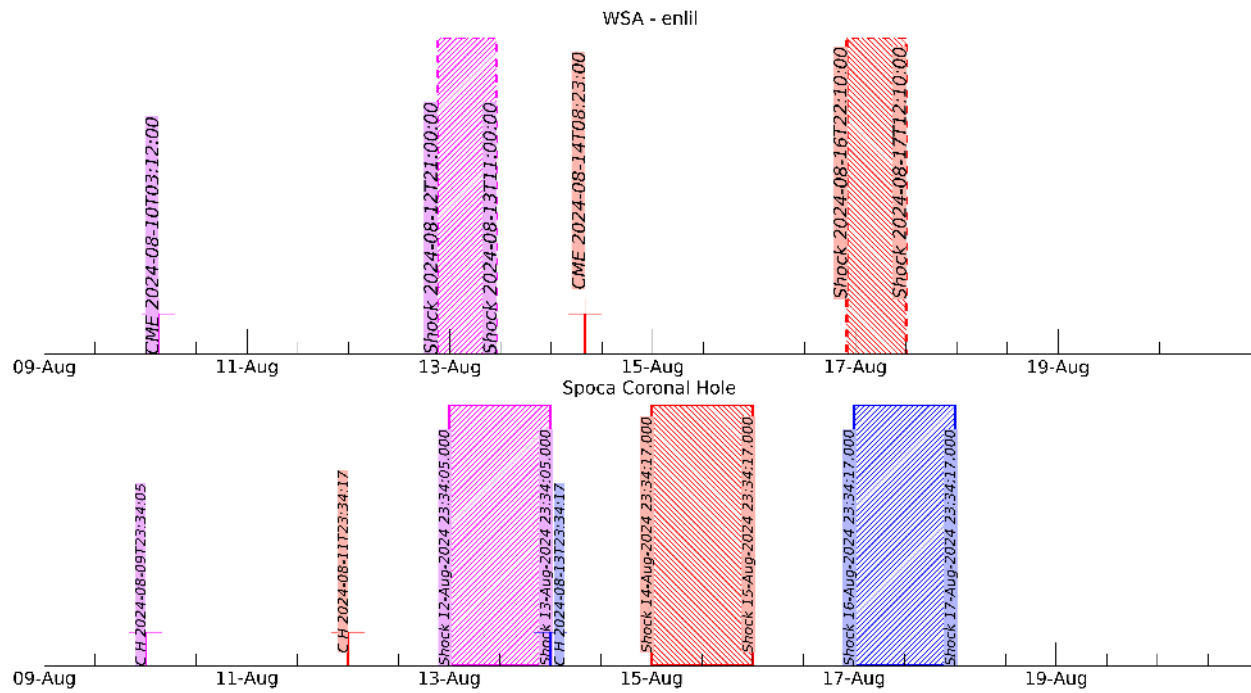 WSA - enlil
CME 2024-08-10T03:12:00
Shock 2024-08-12T21:00:00
Shock 2024-08-13T11:00:00
CME 2024-08-14T08:23:00
Shock 2024-08-16T22:10:00
Shock 2024-08-17T12:10:00
09-Aug 11-Aug 13-Aug 15-Aug 17-Aug 19-Aug
Spoca Coronal Hole
C H 2024-08-09T23:34:05
C H 2024-08-11T23:34:17
Shock 12-Aug-2024 23:34:05.000
Shock 13-Aug-2024 23:34:05.000
C H 2024-08-13T23:34:17
Shock 14-Aug-2024 23:34:17.000
Shock 15-Aug-2024 23:34:17.000
Shock 16-Aug-2024 23:34:17.000
Shock 17-Aug-2024 23:34:17.000
09-Aug 11-Aug 13-Aug 15-Aug 17-Aug 19-Aug